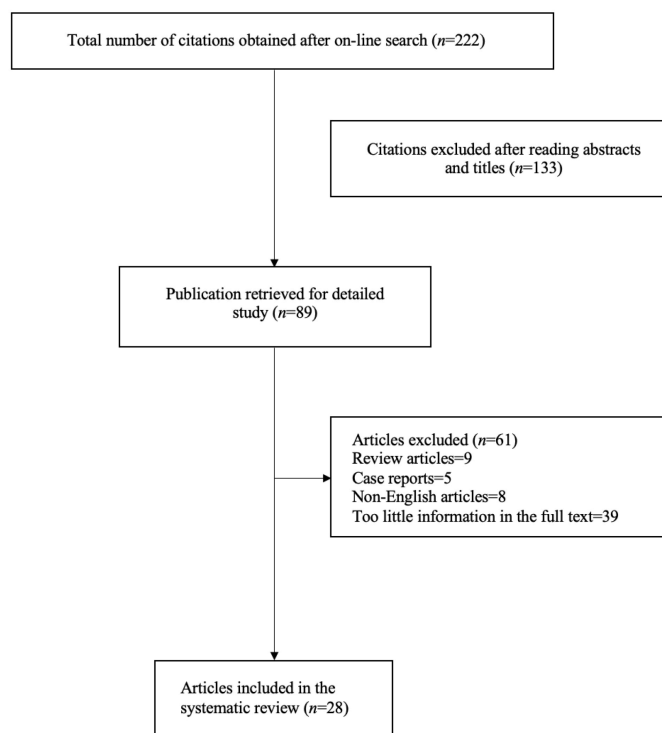 Total number of citations obtained after on-line search (n=222)
Citations excluded after reading abstracts
and titles (n=133)
Publication retrieved for detailed
study (n=89)
Articles excluded (n=61)
Review articles=9
Case reports=5
Non-English articles=8
Too little information in the full text=39
Articles included in the
systematic review (n=28)